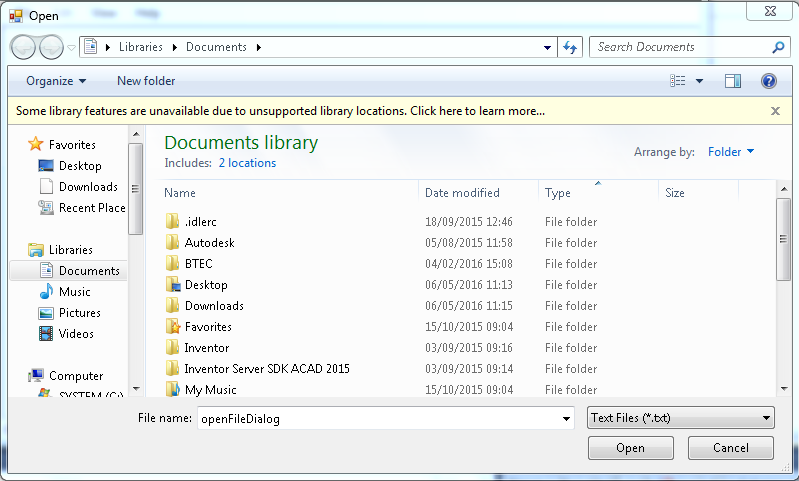 Open
View Help
Libraries Documents
Search Documents
Organize New folder
Some library features are unavailable due to unsupported library locations. Click here to learn more...
Favorites
Desktop
Downloads
Recent Place
Libraries
Documents
Music
Pictures
Videos
Computer
SYSTEM (C:)
Documents library
Includes: 2 locations
Arrange by: Folder
Name Date modified Type Size
.idlerc 18/09/2015 12:46 File folder
Autodesk 05/08/2015 11:58 File folder
BTEC 04/02/2016 15:08 File folder
Desktop 06/05/2016 11:13 File folder
Downloads 06/05/2016 11:15 File folder
Favorites 15/10/2015 09:04 File folder
Inventor 03/09/2015 09:16 File folder
Inventor Server SDK ACAD 2015 03/09/2015 09:14 File folder
My Music 15/10/2015 09:04 File folder
File name: openFileDialog Text Files (*.txt)
Open Cancel